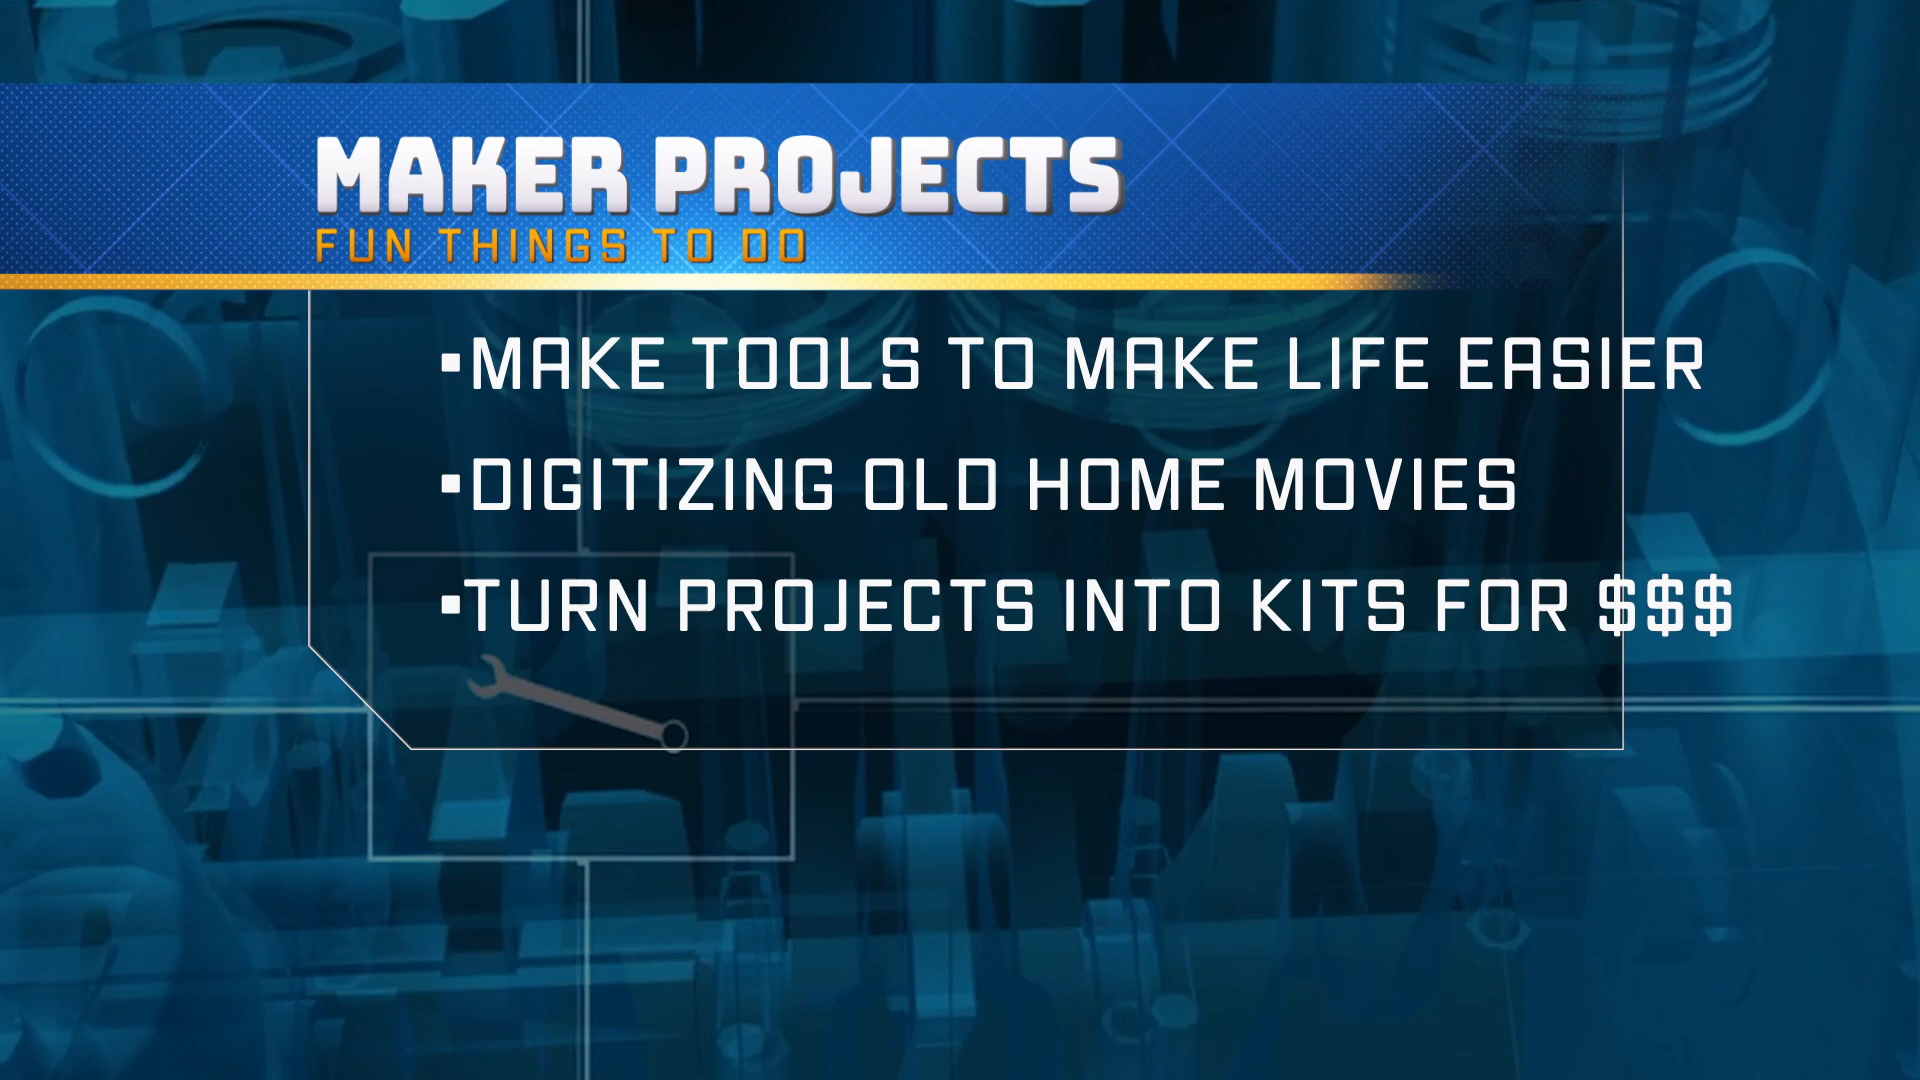 MAKER PROJECTS
FUN THINGS TO DO
▪MAKE TOOLS TO MAKE LIFE EASIER
▪DIGITIZING OLD HOME MOVIES
▪TURN PROJECTS INTO KITS FOR $$$